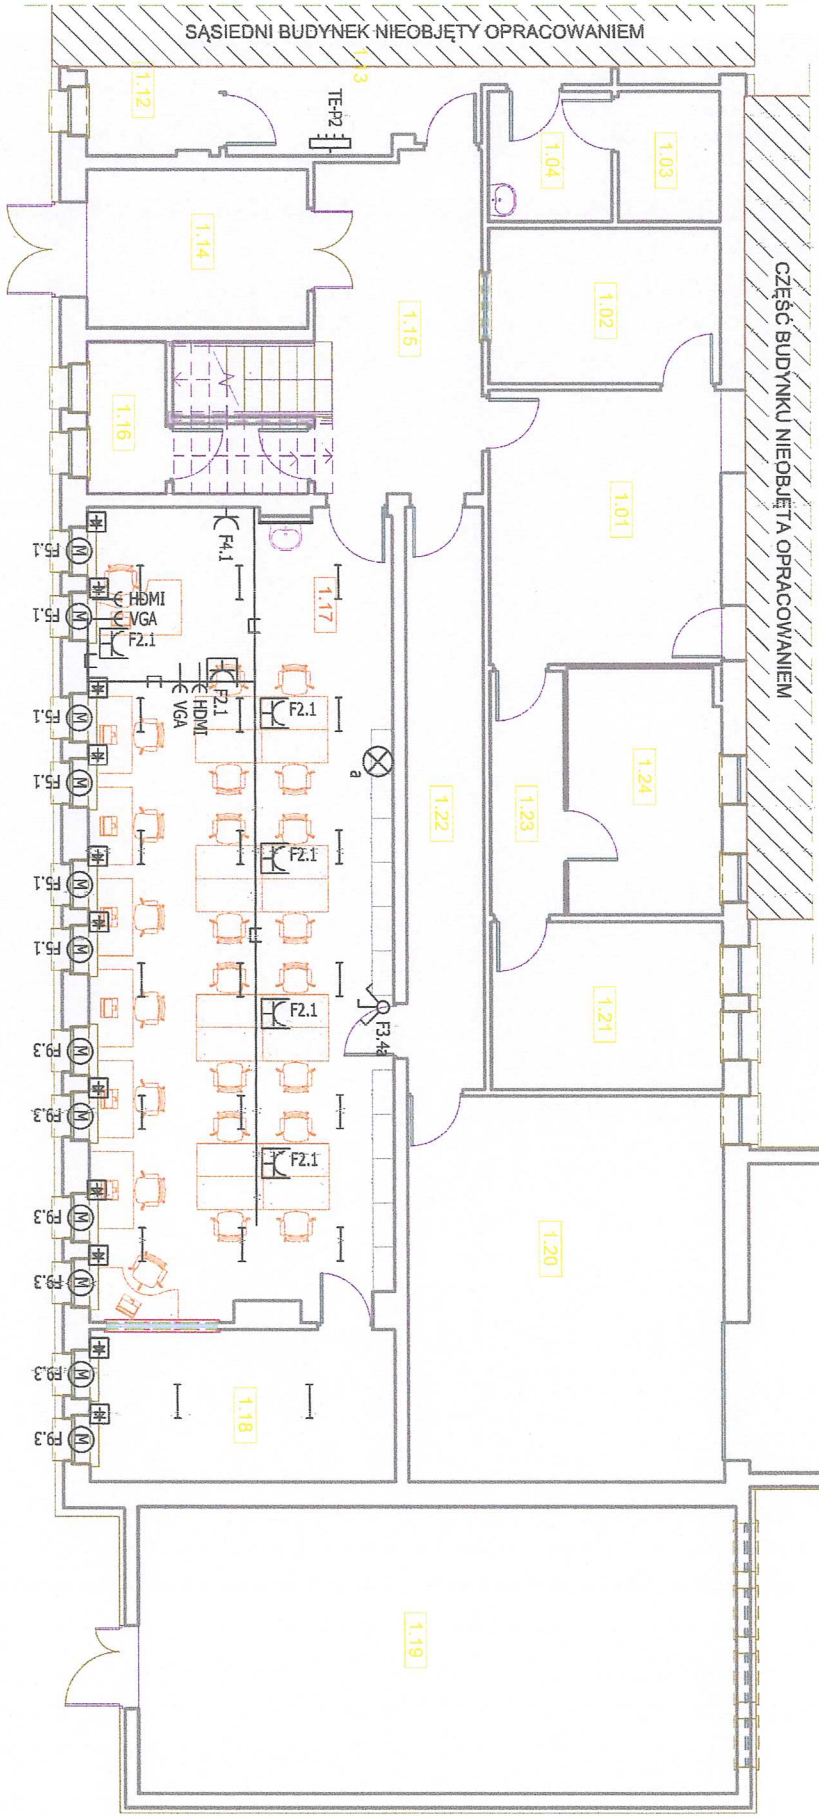 SĄSIEDNI BUDYNEK NIEOBJĘTY OPRACOWANIEM
1.12
1.13
TE-P2
1.04
1.03
CZĘŚĆ BUDYNKU NIEOBJĘTA OPRACOWANIEM
1.14
1.02
1.15
1.16
1.01
F4.1
1.17
F5.1
M
HDMI
VGA
F5.1
M
F2.1
F2.1
HDMI
VGA
F5.1
M
F2.1
a
F5.1
M
1.24
1.23
1.22
F2.1
F5.1
M
F5.1
M
F2.1
F3.4a
1.21
F9.3
M
F9.3
M
F2.1
F9.3
M
1.20
F9.3
M
F9.3
M
1.18
F9.3
M
1.19